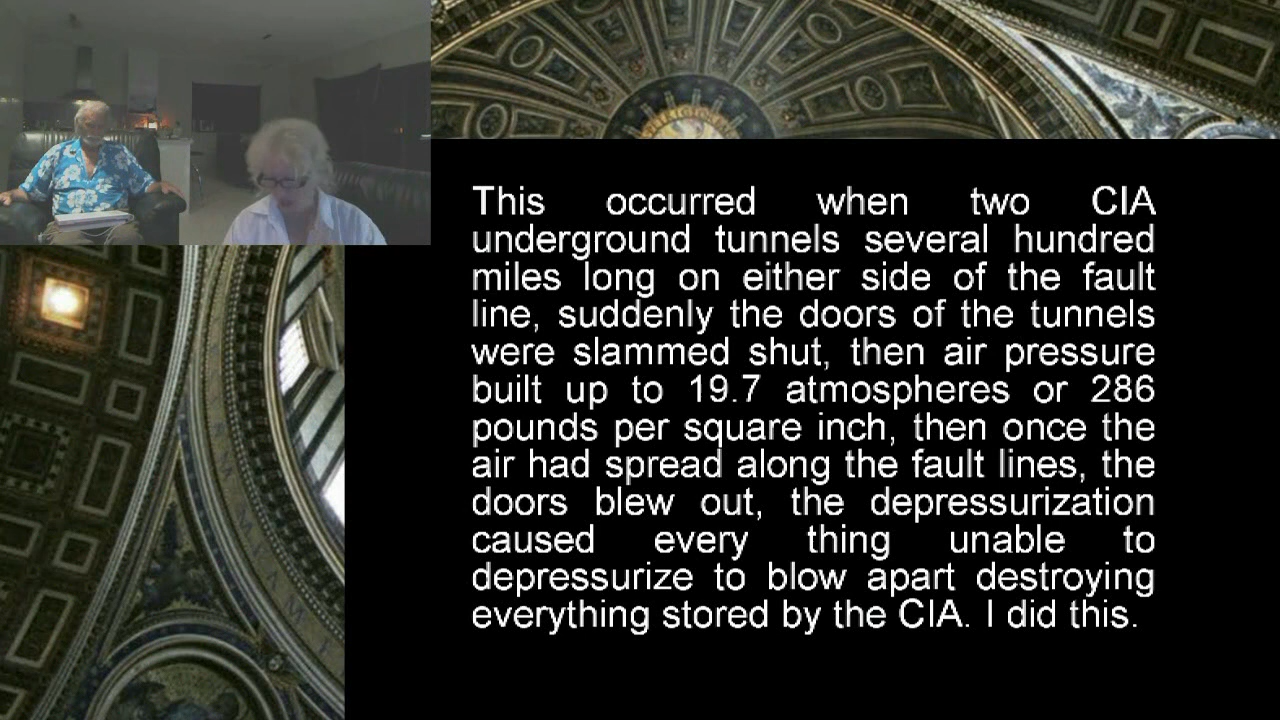 This occurred when two CIA
underground tunnels several hundred
miles long on either side of the fault
line, suddenly the doors of the tunnels
were slammed shut, then air pressure
built up to 19.7 atmospheres or 286
pounds per square inch, then once the
air had spread along the fault lines, the
doors blew out, the depressurization
caused every thing unable to
depressurize to blow apart destroying
everything stored by the CIA. I did this.